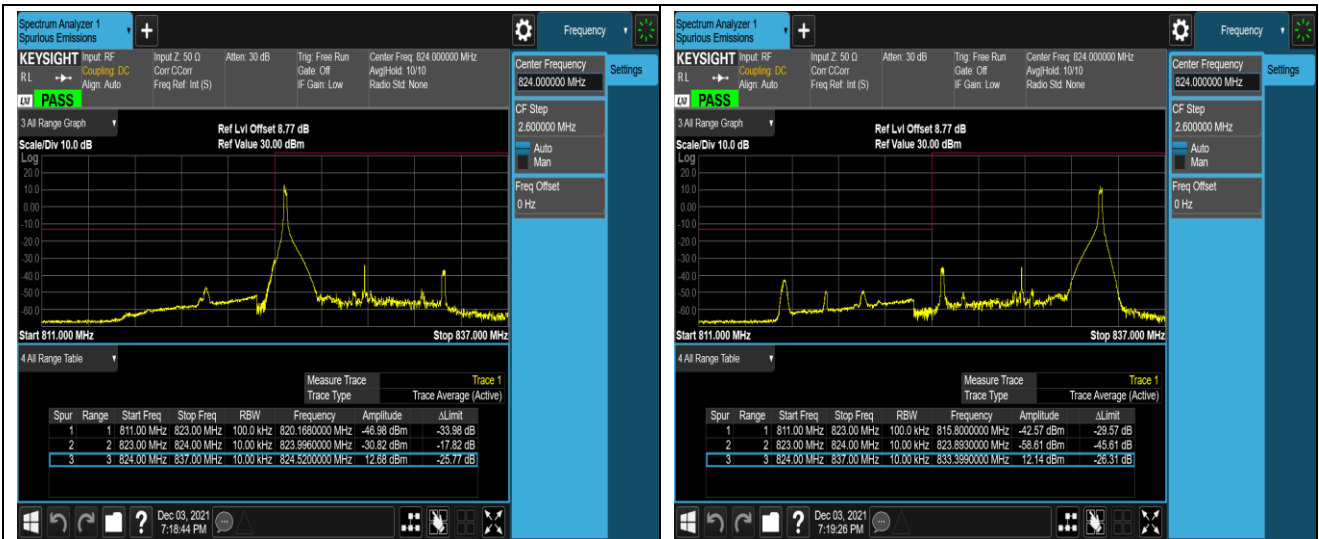 Spectrum Analyzer 1
Spurious Emissions
Frequency
KEYSIGHT
Input: RF
Coupling: DC
Align: Auto
Input Z: 50 Ω
Corr CCorr
Freq Ref: Int (S)
Atten: 30 dB
Trig: Free Run
Gate: Off
IF Gain: Low
Center Freq: 824.000000 MHz
Avg|Hold: 10/10
Radio Std: None
R L
LXI
PASS
Center Frequency
824.000000 MHz
Settings
CF Step
2.600000 MHz
Auto
Man
Freq Offset
0 Hz
3 All Range Graph
Ref Lvl Offset 8.77 dB
Scale/Div 10.0 dB
Ref Value 30.00 dBm
Log
20.0
10.0
0.00
-10.0
-20.0
-30.0
-40.0
-50.0
-60.0
Start 811.000 MHz
Stop 837.000 MHz
4 All Range Table
Measure Trace Trace 1
Trace Type Trace Average (Active)
Spur Range Start Freq Stop Freq RBW Frequency Amplitude ΔLimit
1 1 811.00 MHz 823.00 MHz 100.0 kHz 820.1680000 MHz -46.98 dBm -33.98 dB
2 2 823.00 MHz 824.00 MHz 10.00 kHz 823.9960000 MHz -30.82 dBm -17.82 dB
3 3 824.00 MHz 837.00 MHz 10.00 kHz 824.5200000 MHz 12.68 dBm -25.77 dB
?
Dec 03, 2021
7:18:44 PM
Spectrum Analyzer 1
Spurious Emissions
Frequency
KEYSIGHT
Input: RF
Coupling: DC
Align: Auto
Input Z: 50 Ω
Corr CCorr
Freq Ref: Int (S)
Atten: 30 dB
Trig: Free Run
Gate: Off
IF Gain: Low
Center Freq: 824.000000 MHz
Avg|Hold: 10/10
Radio Std: None
R L
LXI
PASS
Center Frequency
824.000000 MHz
Settings
CF Step
2.600000 MHz
Auto
Man
Freq Offset
0 Hz
3 All Range Graph
Ref Lvl Offset 8.77 dB
Scale/Div 10.0 dB
Ref Value 30.00 dBm
Log
20.0
10.0
0.00
-10.0
-20.0
-30.0
-40.0
-50.0
-60.0
Start 811.000 MHz
Stop 837.000 MHz
4 All Range Table
Measure Trace Trace 1
Trace Type Trace Average (Active)
Spur Range Start Freq Stop Freq RBW Frequency Amplitude ΔLimit
1 1 811.00 MHz 823.00 MHz 100.0 kHz 815.8000000 MHz -42.57 dBm -29.57 dB
2 2 823.00 MHz 824.00 MHz 10.00 kHz 823.8930000 MHz -58.61 dBm -45.61 dB
3 3 824.00 MHz 837.00 MHz 10.00 kHz 833.3990000 MHz 12.14 dBm -26.31 dB
?
Dec 03, 2021
7:19:26 PM